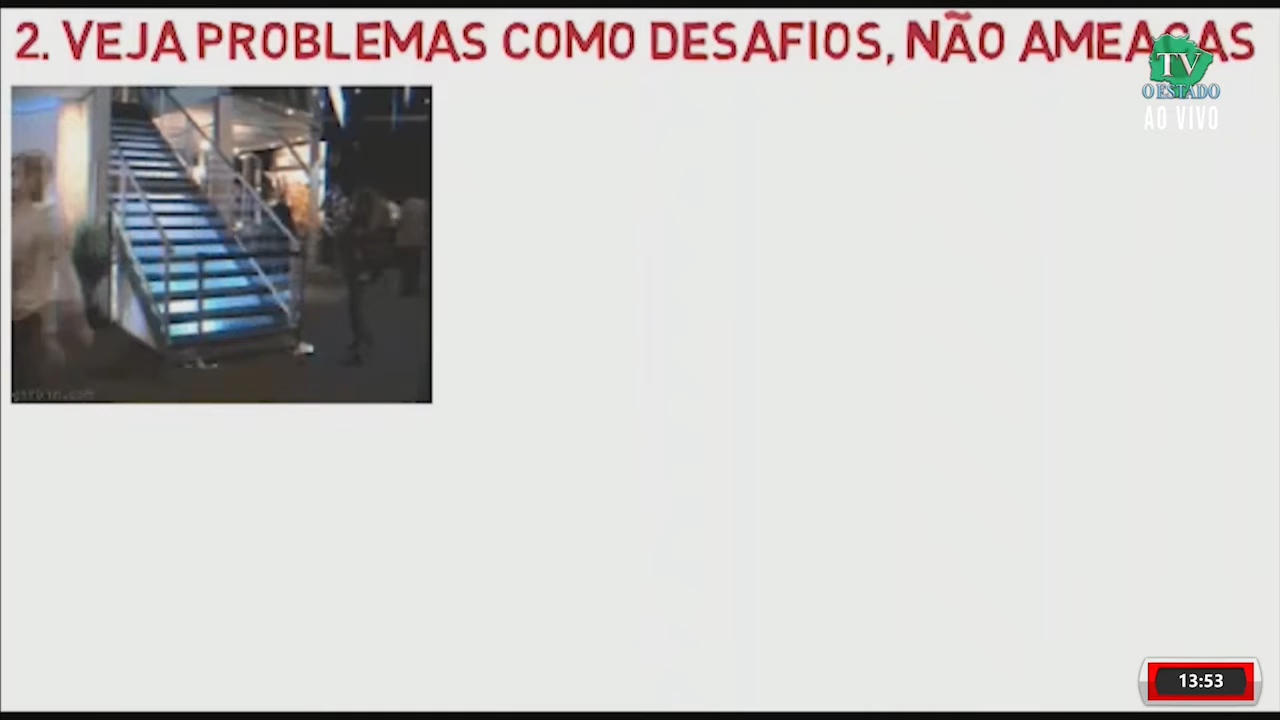 2. VEJA PROBLEMAS COMO DESAFIOS, NÃO AMEAÇAS
TV
O ESTADO
AO VIVO
13:53